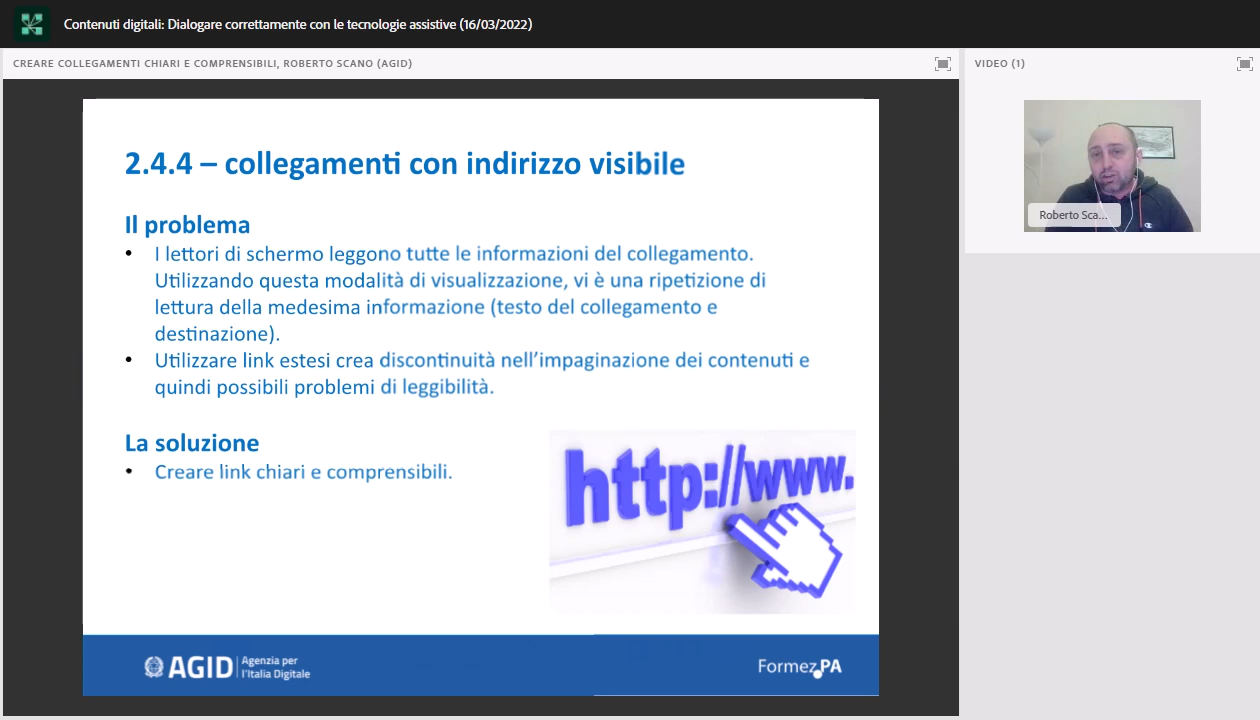 Contenuti digitali: Dialogare correttamente con le tecnologie assistive (16/03/2022)
CREARE COLLEGAMENTI CHIARI E COMPRENSIBILI, ROBERTO SCANO (AGID)
VIDEO (1)
2.4.4 – collegamenti con indirizzo visibile
Il problema
• I lettori di schermo leggono tutte le informazioni del collegamento.
Utilizzando questa modalità di visualizzazione, vi è una ripetizione di
lettura della medesima informazione (testo del collegamento e
destinazione).
• Utilizzare link estesi crea discontinuità nell’impaginazione dei contenuti e
quindi possibili problemi di leggibilità.
La soluzione
• Creare link chiari e comprensibili.
http://www.
Roberto Sca...
AGID
Agenzia per
l’Italia Digitale
Formez PA